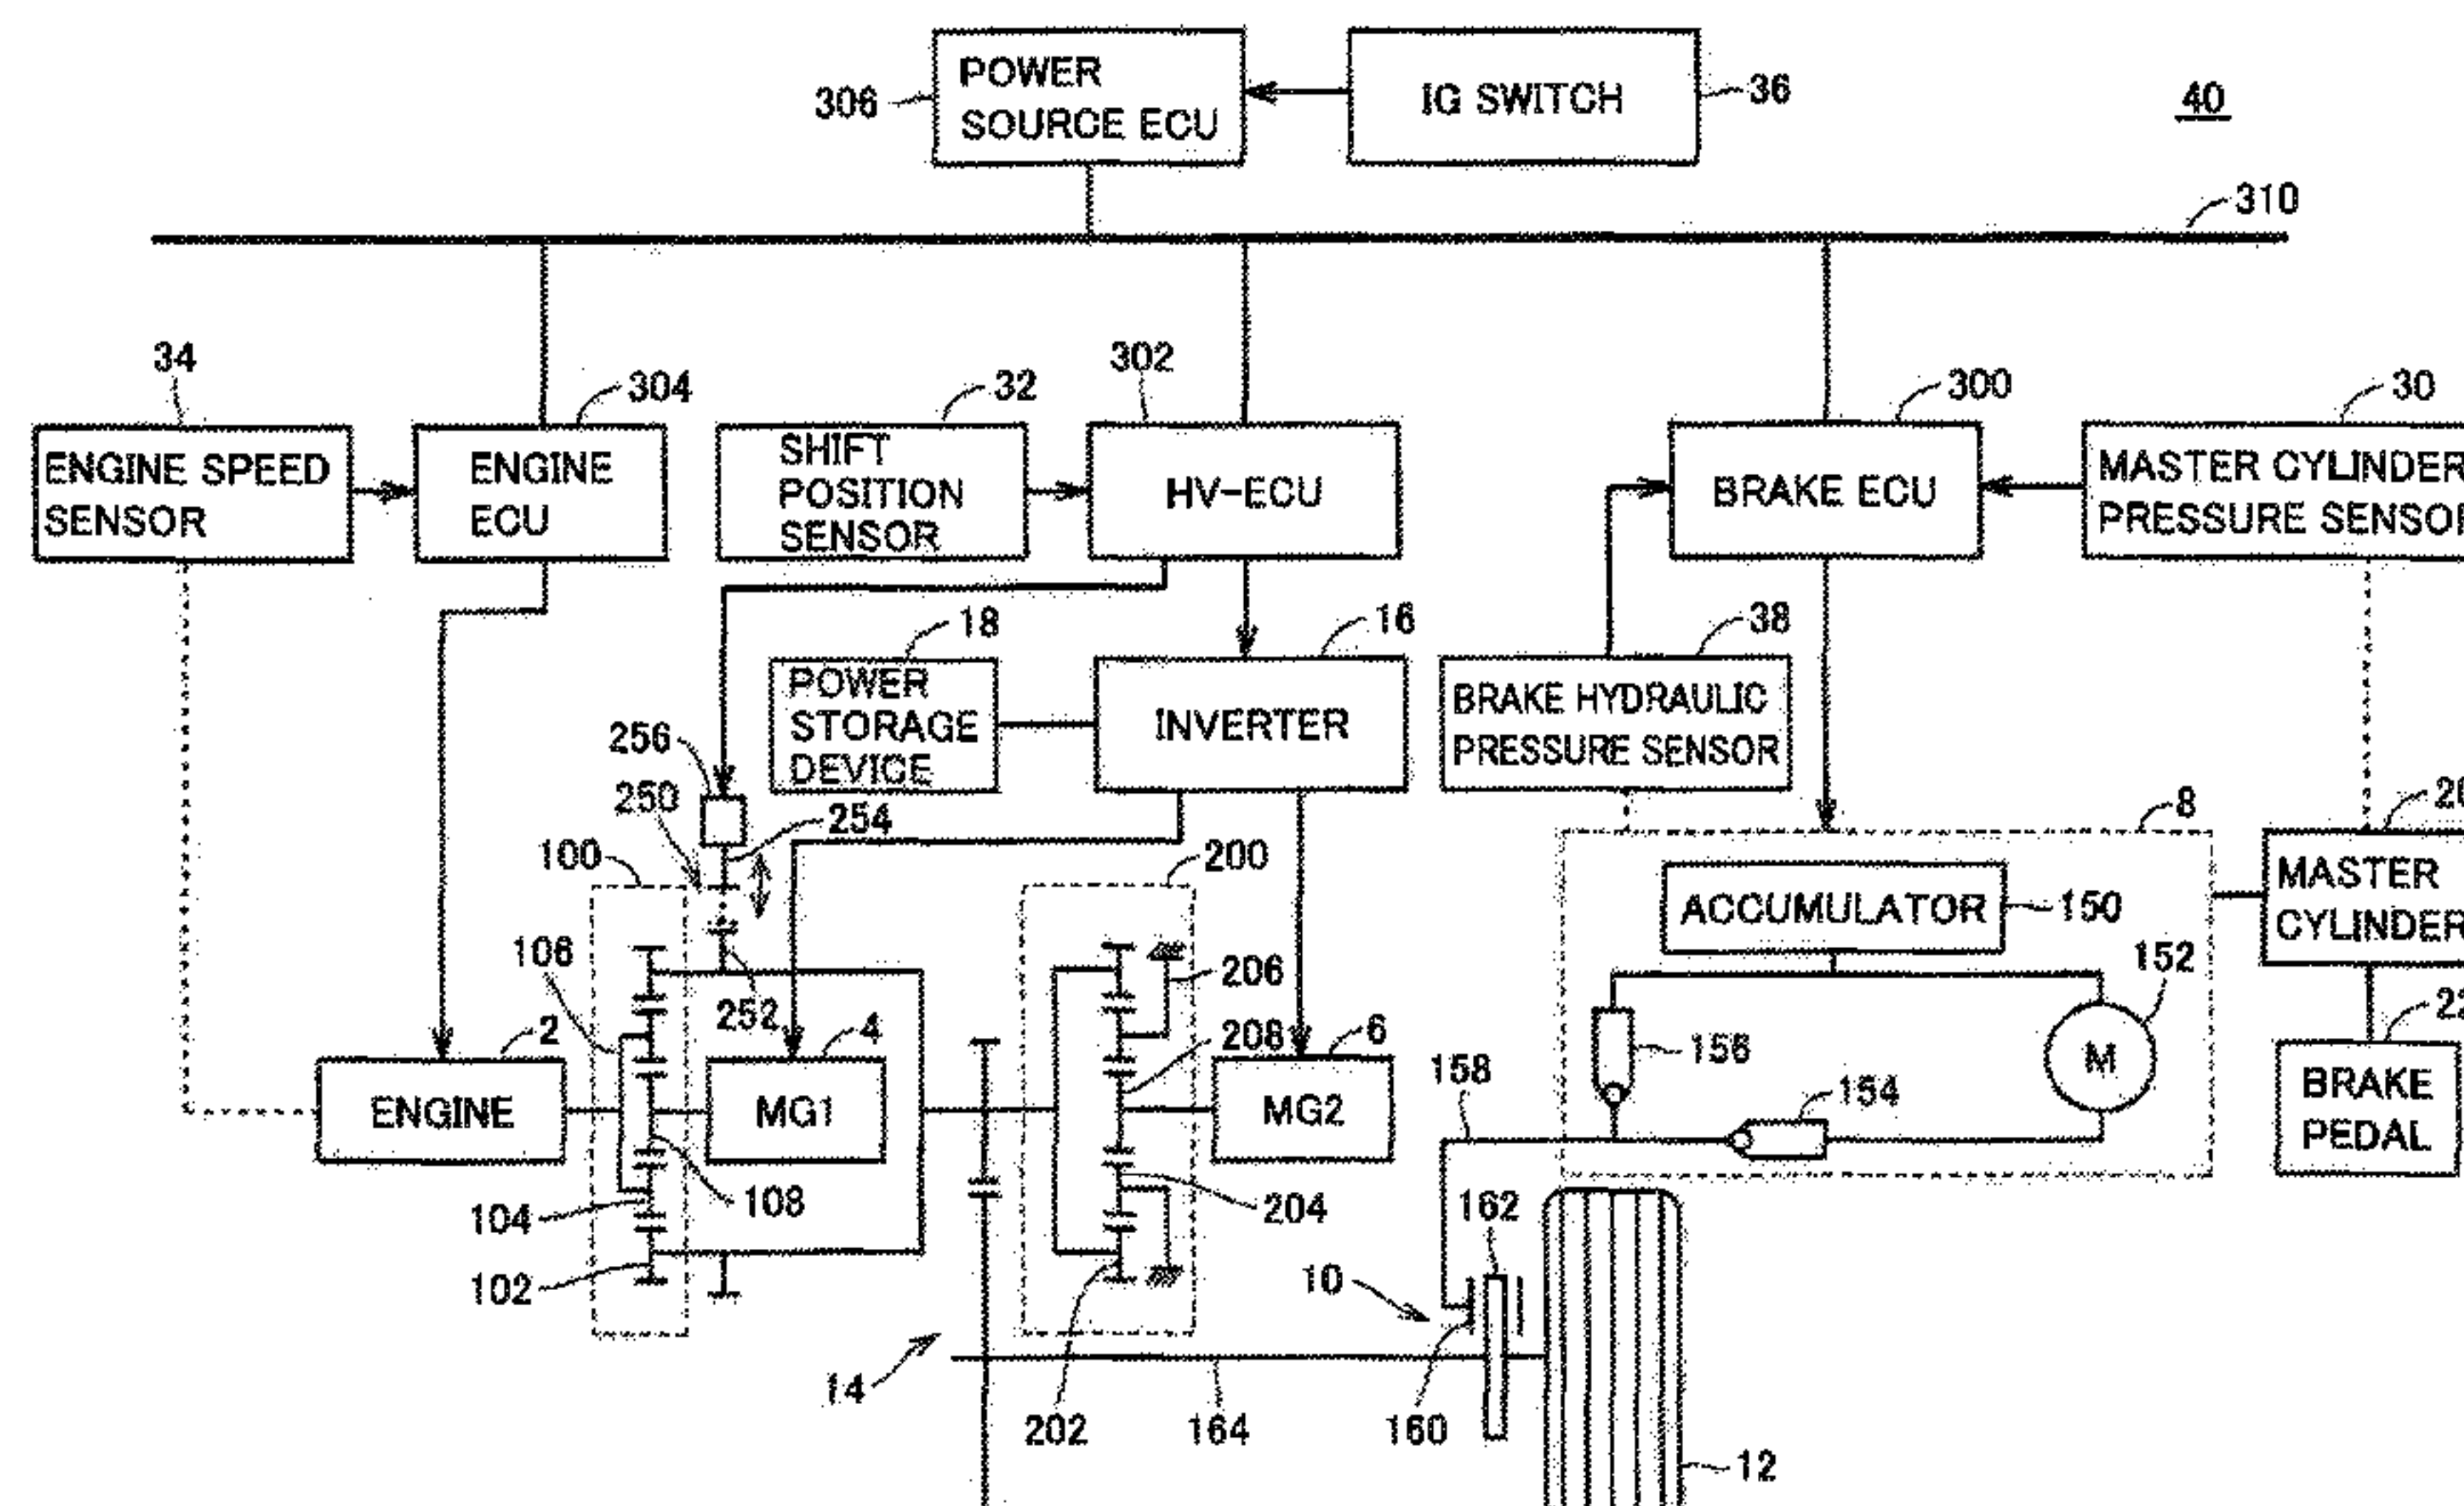 POWER
SOURCE ECU
306
IG SWITCH
36
40
310
34
304
32
302
300
30
ENGINE SPEED
SENSOR
ENGINE
ECU
SHIFT
POSITION
SENSOR
HV-ECU
BRAKE ECU
MASTER CYLINDER
PRESSURE
18
16
38
POWER
STORAGE
DEVICE
INVERTER
BRAKE HYDRAULIC
PRESSURE SENSOR
256
250
254
8
100
200
ACCUMULATOR
150
MASTER
CYLINDER
106
206
152
252
2
4
208
6
156
ENGINE
MG1
MG2
158
154
M
BRAKE
PEDAL
104
108
204
162
102
10
14
202
164
160
12